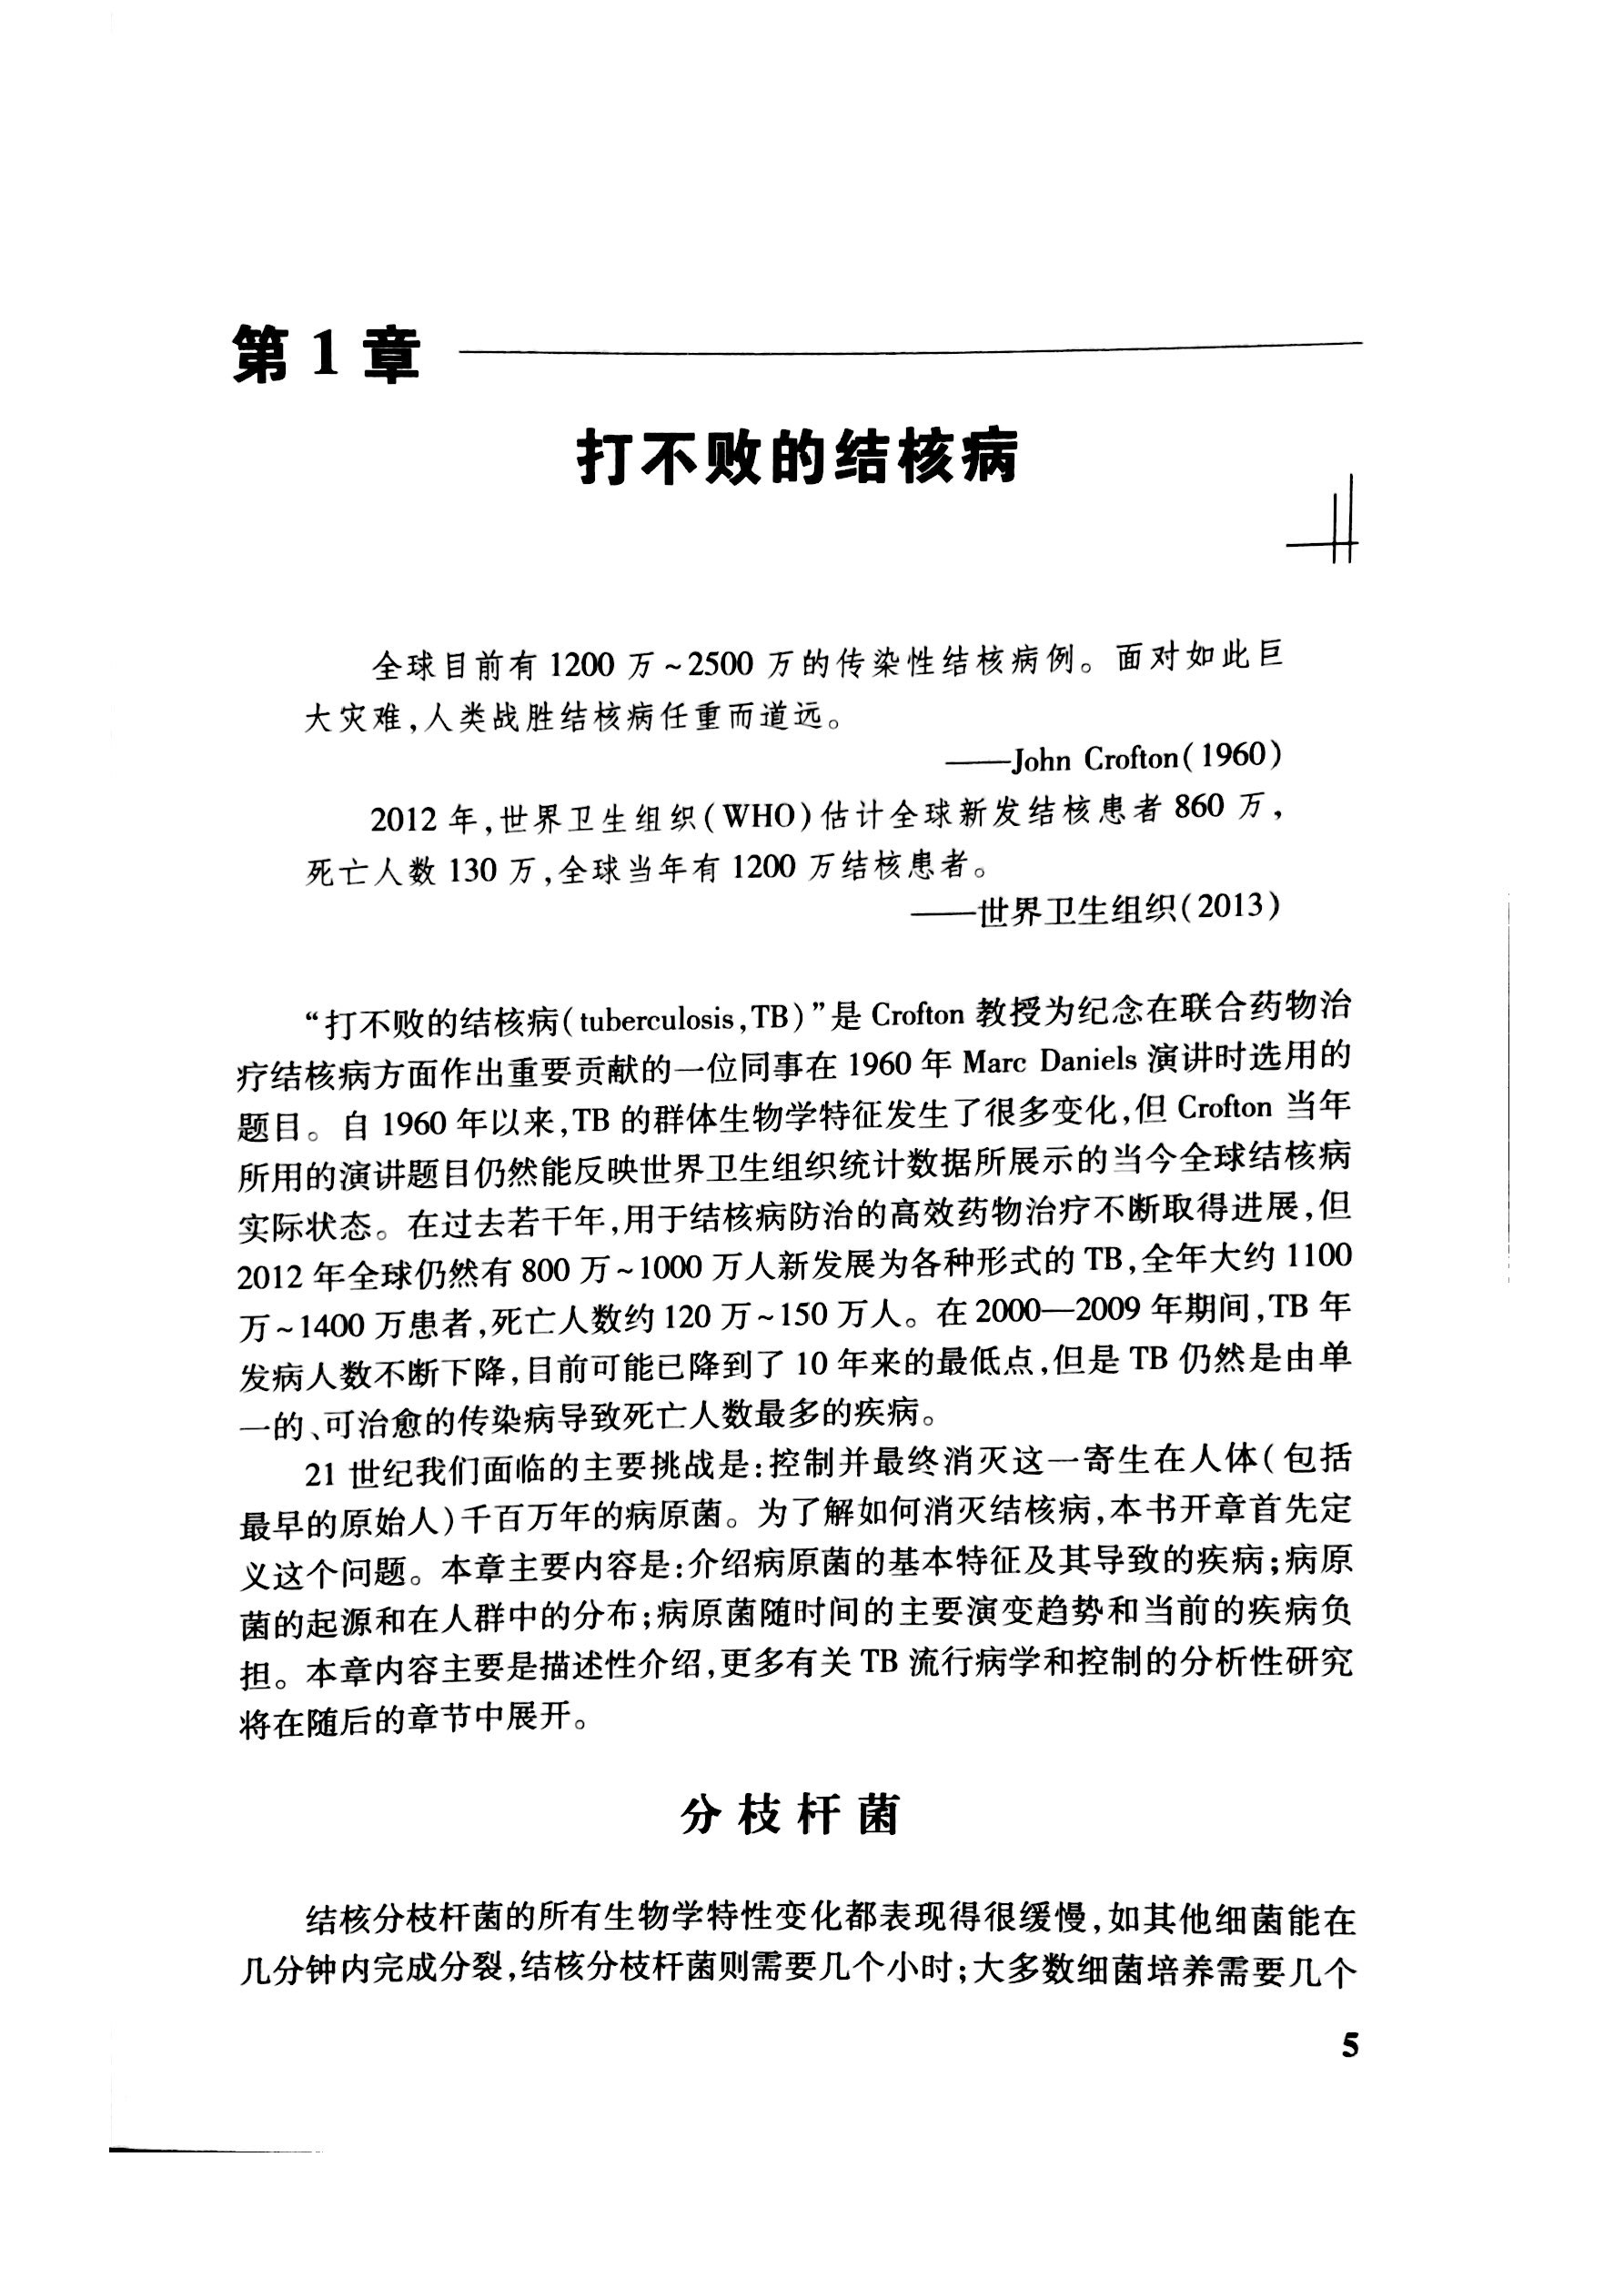 第 1 章
打不败的结核病
全球目前有 1200 万~2500 万的传染性结核病例。面对如此巨
大灾难,人类战胜结核病任重而道远。
——John Crofton(1960)
2012 年,世界卫生组织(WHO)估计全球新发结核患者 860 万,
死亡人数 130 万,全球当年有 1200 万结核患者。
——世界卫生组织(2013)
“打不败的结核病(tuberculosis,TB)”是 Crofton 教授为纪念在联合药物治
疗结核病方面作出重要贡献的一位同事在 1960 年 Marc Daniels 演讲时选用的
题目。自 1960 年以来,TB 的群体生物学特征发生了很多变化,但 Crofton 当年
所用的演讲题目仍然能反映世界卫生组织统计数据所展示的当今全球结核病
实际状态。在过去若干年,用于结核病防治的高效药物治疗不断取得进展,但
2012 年全球仍然有 800 万~1000 万人新发展为各种形式的 TB,全年大约 1100
万~1400 万患者,死亡人数约 120 万~150 万人。在 2000—2009 年期间,TB 年
发病人数不断下降,目前可能已降到了 10 年来的最低点,但是 TB 仍然是由单
一的、可治愈的传染病导致死亡人数最多的疾病。
21 世纪我们面临的主要挑战是:控制并最终消灭这一寄生在人体(包括
最早的原始人)千百万年的病原菌。为了解如何消灭结核病,本书开章首先定
义这个问题。本章主要内容是:介绍病原菌的基本特征及其导致的疾病;病原
菌的起源和在人群中的分布;病原菌随时间的主要演变趋势和当前的疾病负
担。本章内容主要是描述性介绍,更多有关 TB 流行病学和控制的分析性研究
将在随后的章节中展开。
分枝杆菌
结核分枝杆菌的所有生物学特性变化都表现得很缓慢,如其他细菌能在
几分钟内完成分裂,结核分枝杆菌则需要几个小时;大多数细菌培养需要几个
5